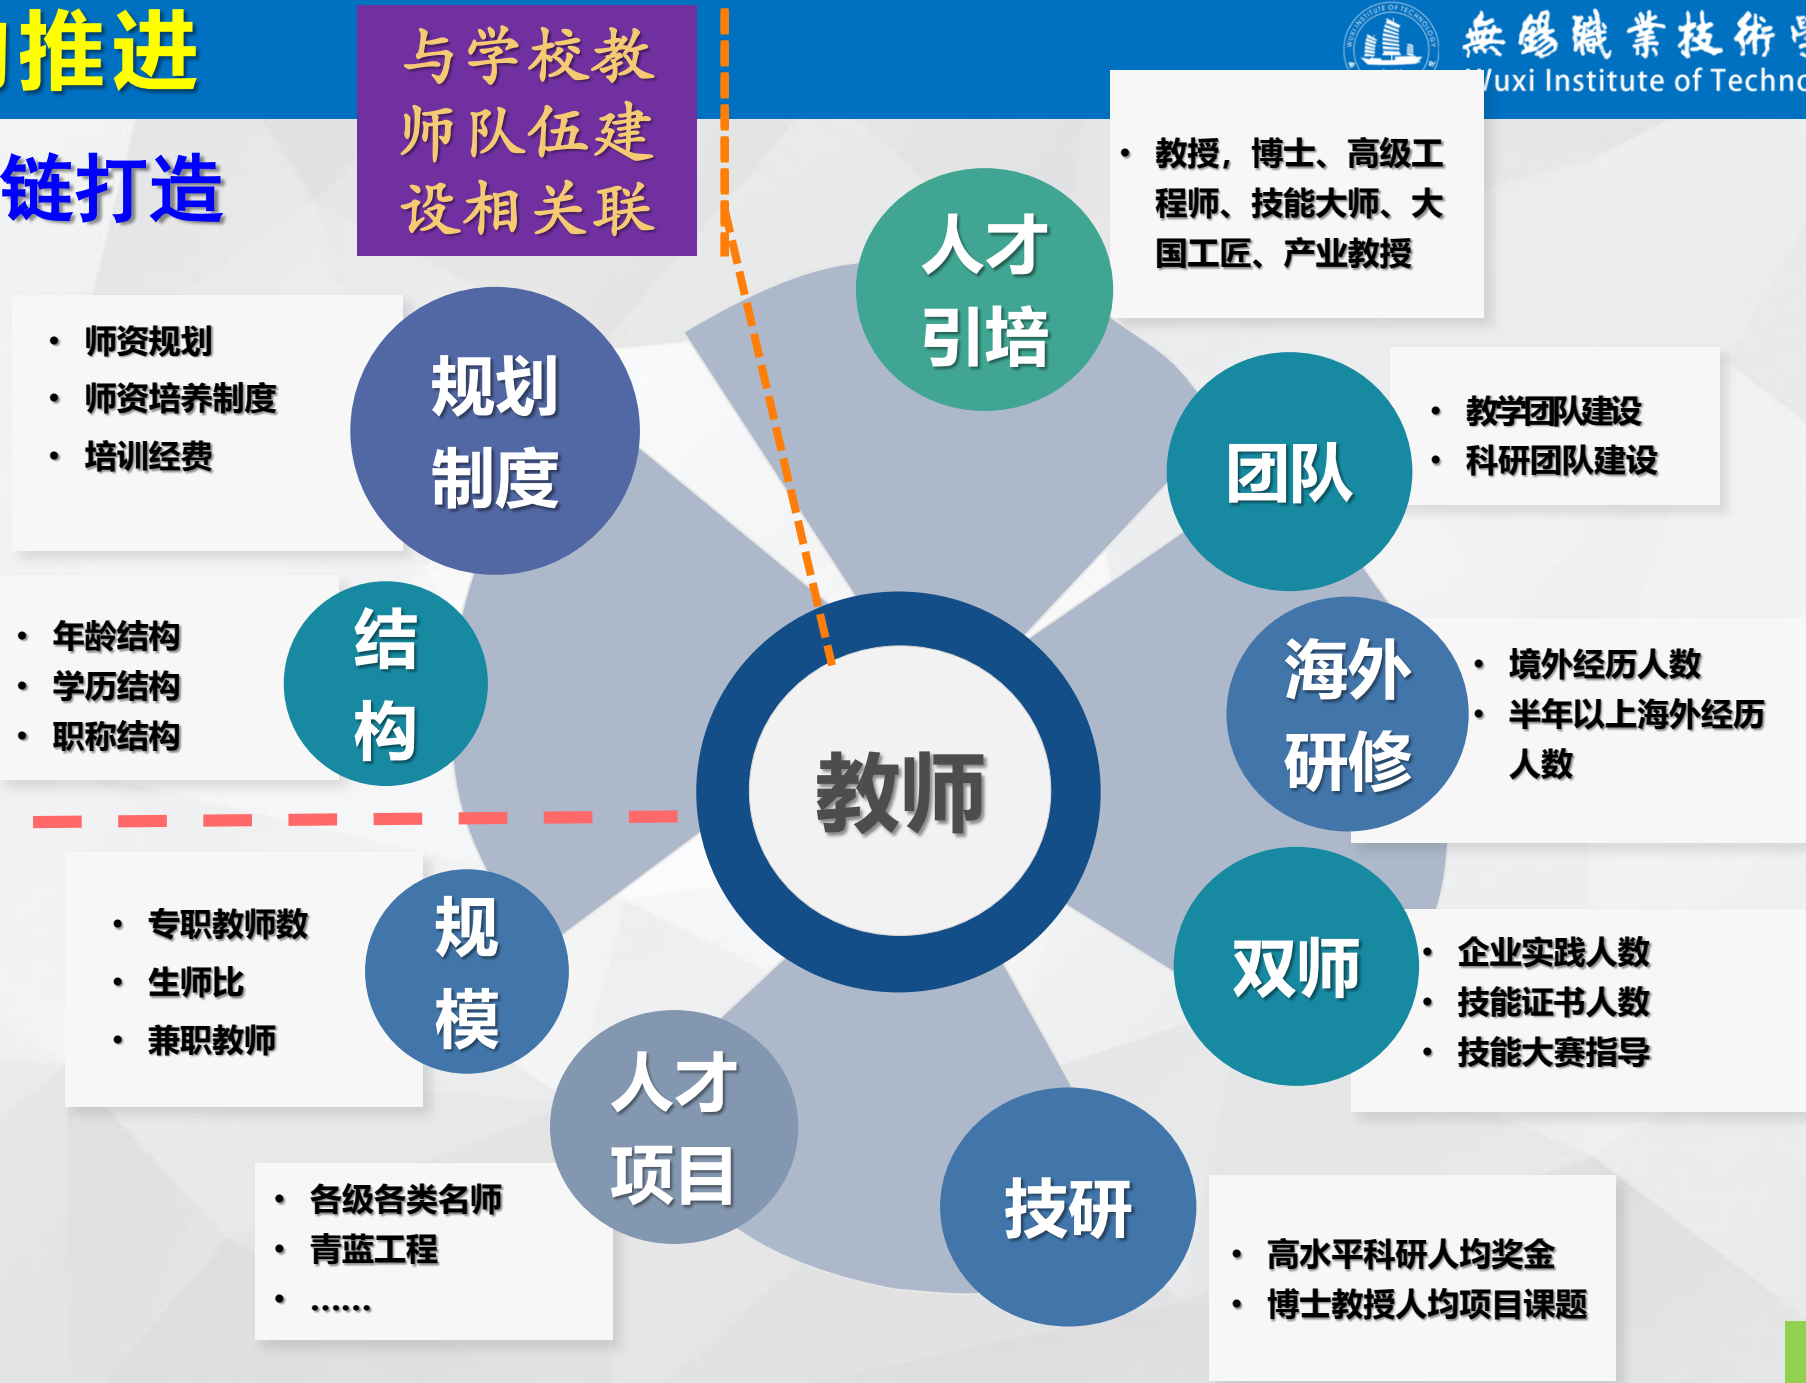 推进
与学校教
师队伍建
设相关联
無錫職業技術
Wuxi Institute of Techno
链打造
人才
引培
• 教授，博士、高级工
程师、技能大师、大
国工匠、产业教授
规划
制度
• 师资规划
• 师资培养制度
• 培训经费
团队
• 教学团队建设
• 科研团队建设
结
构
• 年龄结构
• 学历结构
• 职称结构
海外
研修
• 境外经历人数
• 半年以上海外经历
人数
教师
规
模
• 专职教师数
• 生师比
• 兼职教师
双师
• 企业实践人数
• 技能证书人数
• 技能大赛指导
人才
项目
• 各级各类名师
• 青蓝工程
• ……
技研
• 高水平科研人均奖金
• 博士教授人均项目课题